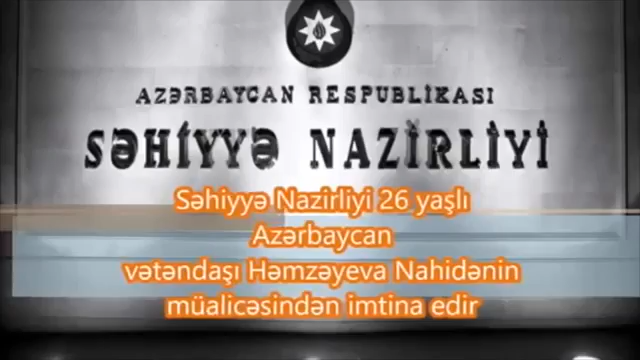 AZƏRBAYCAN RESPUBLİKASI
SƏHİYYƏ NAZİRLİYİ
Səhiyyə Nazirliyi 26 yaşlı
Azərbaycan
vətəndaşı Həmzəyeva Nahidənin
müalicəsindən imtina edir